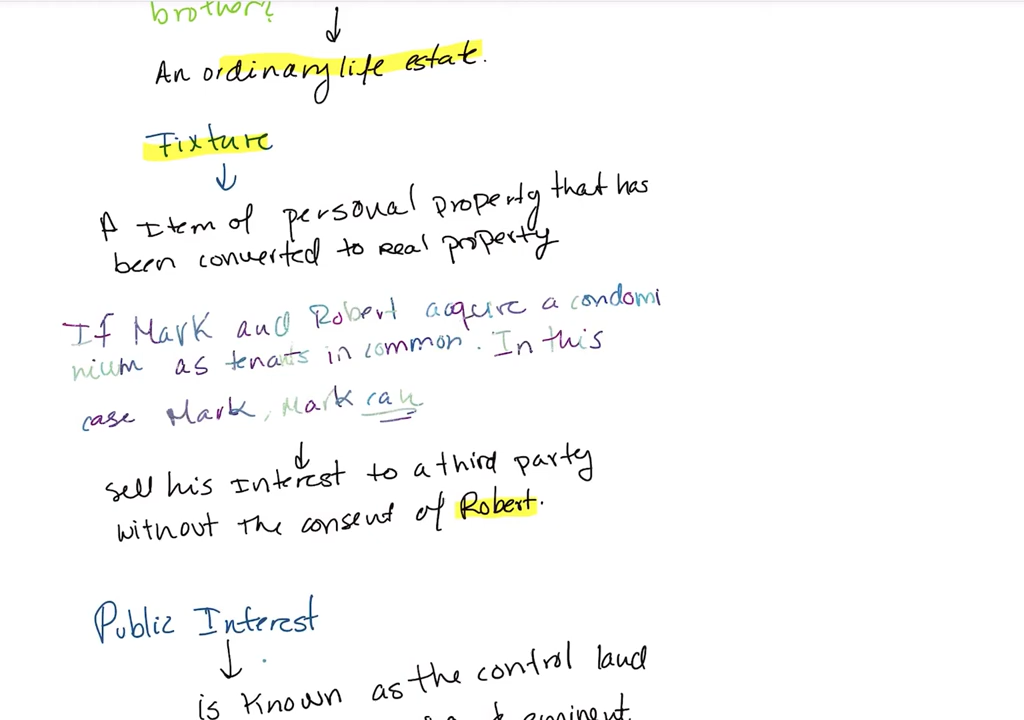 brother?
An ordinary life estate.
Fixture
A Item of personal property that has
been converted to Real property
If Mark and Robert acquire a condomi
nium as tenats in common. In this
case Mark, Mark can
sell his Interest to a third party
without the consent of Robert.
Public Interest
is known as the control land
eminent